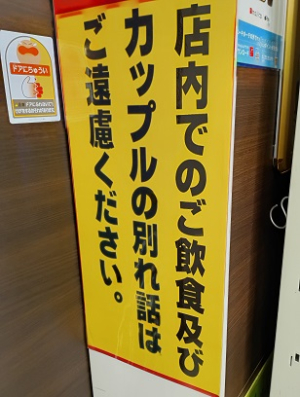 店内でのご飲食及び
カップルの別れ話は
ご遠慮ください。
ドアにちゅうい